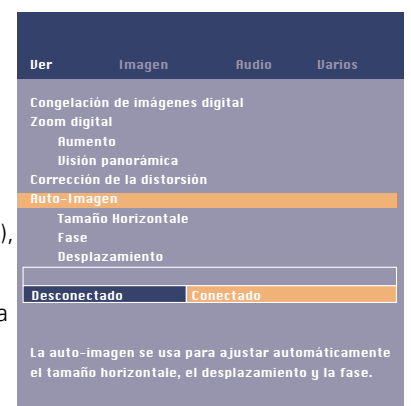 Ver Imagen Audio Varios
Congelación de imágenes digital
Zoom digital
Aumento
Visión panorámica
Corrección de la distorsión
Auto-Imagen
Tamaño Horizontale
),
Fase
Desplazamiento
Desconectado Conectado
a
La auto-imagen se usa para ajustar automáticamente
el tamaño horizontale, el desplazamiento y la fase.